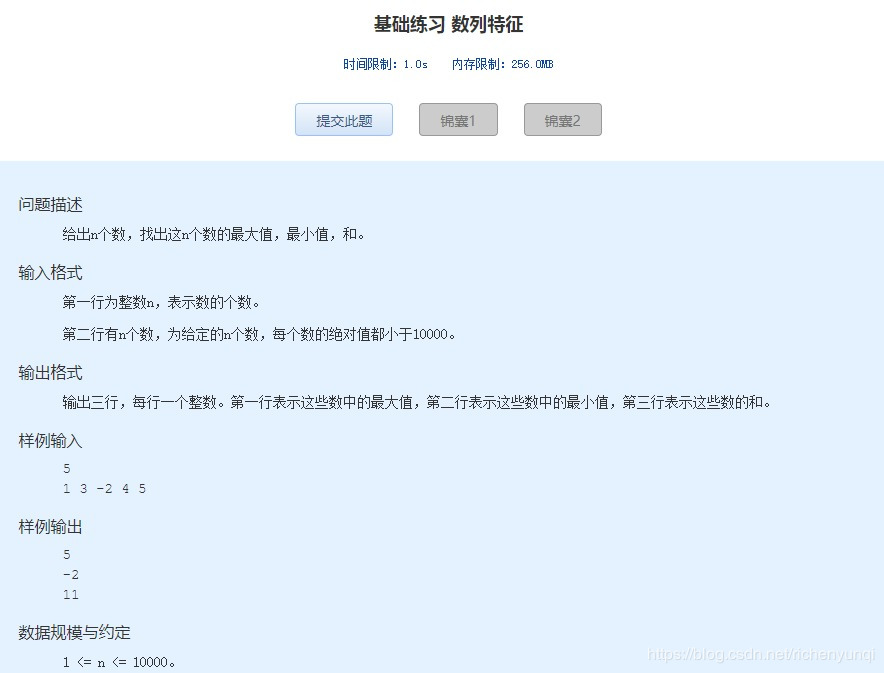 基础练习 数列特征
时间限制：1.0s 内存限制：256.0MB
提交此题 锦囊1 锦囊2
问题描述
给出n个数，找出这n个数的最大值，最小值，和。
输入格式
第一行为整数n，表示数的个数。
第二行有n个数，为给定的n个数，每个数的绝对值都小于10000。
输出格式
输出三行，每行一个整数。第一行表示这些数中的最大值，第二行表示这些数中的最小值，第三行表示这些数的和。
样例输入
5
1 3 -2 4 5
样例输出
5
-2
11
数据规模与约定
1 <= n <= 10000。
https://blog.csdn.net/richenyunqi